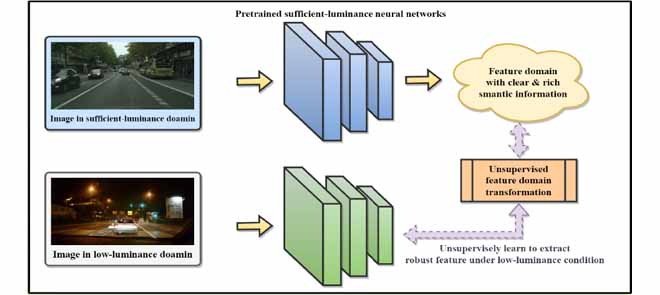 Pretrained sufficient-luminance neural networks
Image in sufficient-luminance doamin
Feature domain
with clear & rich
smantic information
Unsupervised
feature domain
transformation
Image in low-luminance doamin
Unsupervisely learn to extract
robust feature under low-luminance condition